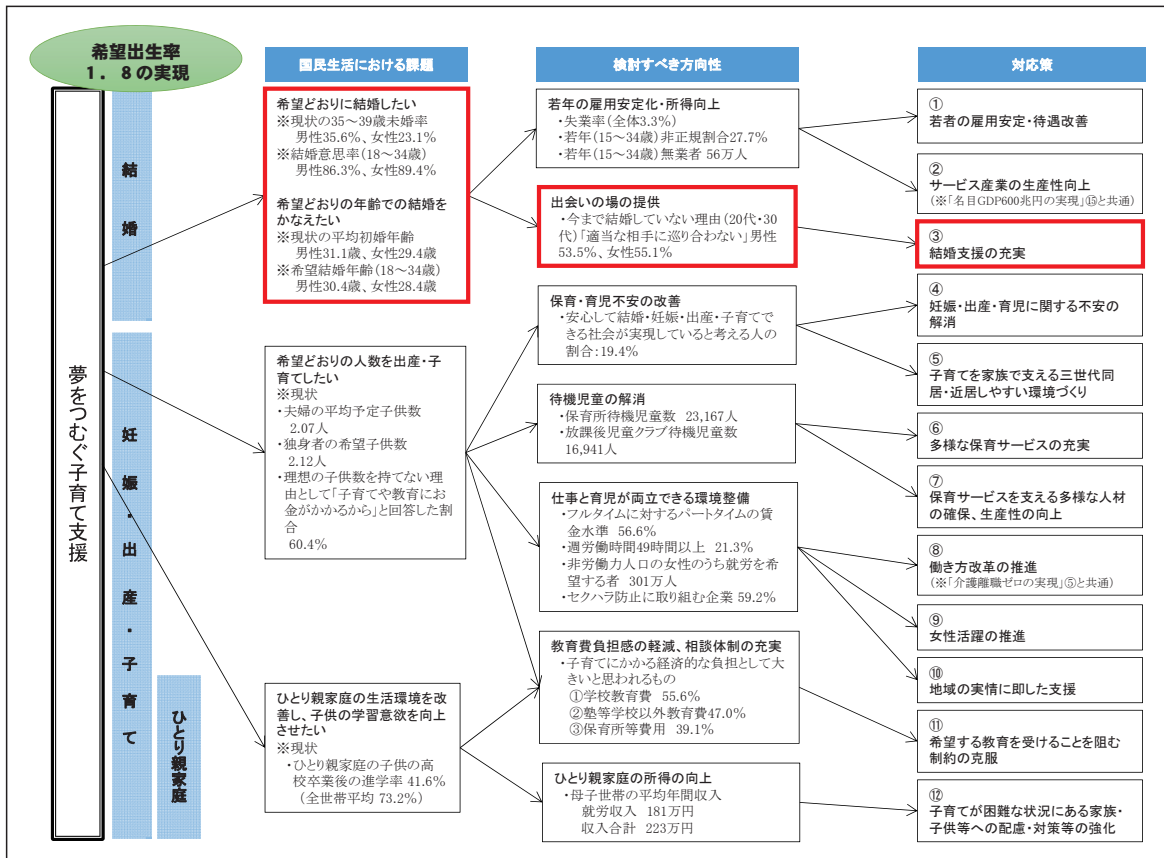 希望出生率
1．8の実現
国民生活における課題
検討すべき方向性
対応策
夢をつむぐ子育て支援
結婚
妊娠・出産・子育て
ひとり親家庭
希望どおりに結婚したい
※現状の35～39歳未婚率
男性35.6%、女性23.1%
※結婚意思率(18～34歳)
男性86.3%、女性89.4%
希望どおりの年齢での結婚を
かなえたい
※現状の平均初婚年齢
男性31.1歳、女性29.4歳
※希望結婚年齢(18～34歳)
男性30.4歳、女性28.4歳
希望どおりの人数を出産・子
育てしたい
※現状
・夫婦の平均予定子供数
2.07人
・独身者の希望子供数
2.12人
・理想の子供数を持てない理
由として「子育てや教育にお
金がかかるから」と回答した割
合
60.4%
ひとり親家庭の生活環境を改
善し、子供の学習意欲を向上
させたい
※現状
・ひとり親家庭の子供の高
校卒業後の進学率 41.6%
(全世帯平均 73.2%)
若年の雇用安定化・所得向上
・失業率(全体3.3%)
・若年(15～34歳)非正規割合27.7%
・若年(15～34歳)無業者 56万人
出会いの場の提供
・今まで結婚していない理由(20代・30
代)「適当な相手に巡り合わない」男性
53.5%、女性55.1%
保育・育児不安の改善
・安心して結婚・妊娠・出産・子育てで
きる社会が実現していると考える人の
割合:19.4%
待機児童の解消
・保育所待機児童数 23,167人
・放課後児童クラブ待機児童数
16,941人
仕事と育児が両立できる環境整備
・フルタイムに対するパートタイムの賃
金水準 56.6%
・週労働時間49時間以上 21.3%
・非労働力人口の女性のうち就労を希
望する者 301万人
・セクハラ防止に取り組む企業 59.2%
教育費負担感の軽減、相談体制の充実
・子育てにかかる経済的な負担として大
きいと思われるもの
①学校教育費 55.6%
②塾等学校以外教育費47.0%
③保育所等費用 39.1%
ひとり親家庭の所得の向上
・母子世帯の平均年間収入
就労収入 181万円
収入合計 223万円
①
若者の雇用安定・待遇改善
②
サービス産業の生産性向上
(※「名目GDP600兆円の実現」⑮と共通)
③
結婚支援の充実
④
妊娠・出産・育児に関する不安の
解消
⑤
子育てを家族で支える三世代同
居・近居しやすい環境づくり
⑥
多様な保育サービスの充実
⑦
保育サービスを支える多様な人材
の確保、生産性の向上
⑧
働き方改革の推進
(※「介護離職ゼロの実現」⑤と共通)
⑨
女性活躍の推進
⑩
地域の実情に即した支援
⑪
希望する教育を受けることを阻む
制約の克服
⑫
子育てが困難な状況にある家族・
子供等への配慮・対策等の強化